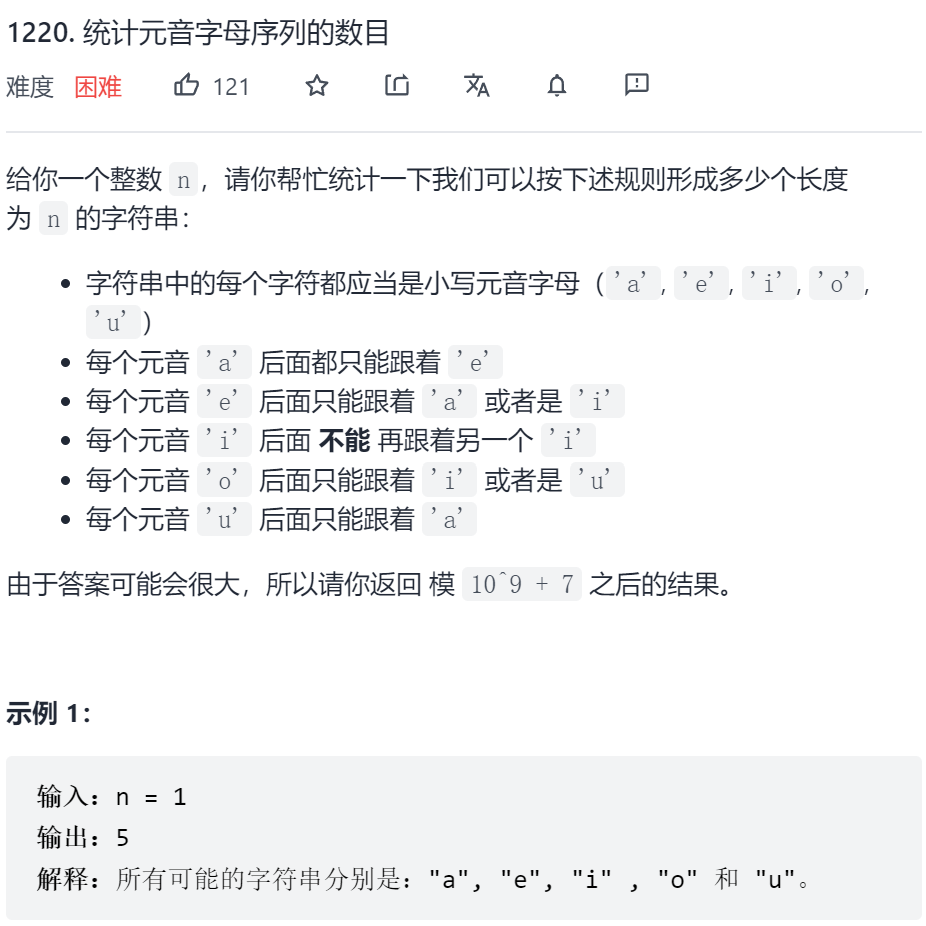 1220. 统计元音字母序列的数目
难度 困难 121
给你一个整数 n，请你帮忙统计一下我们可以按下述规则形成多少个长度
为 n 的字符串：
字符串中的每个字符都应当是小写元音字母（'a', 'e', 'i', 'o',
'u'）
每个元音 'a' 后面都只能跟着 'e'
每个元音 'e' 后面只能跟着 'a' 或者是 'i'
每个元音 'i' 后面 不能 再跟着另一个 'i'
每个元音 'o' 后面只能跟着 'i' 或者是 'u'
每个元音 'u' 后面只能跟着 'a'
由于答案可能会很大，所以请你返回 模 10^9 + 7 之后的结果。
示例 1：
输入：n = 1
输出：5
解释：所有可能的字符串分别是："a", "e", "i" , "o" 和 "u"。